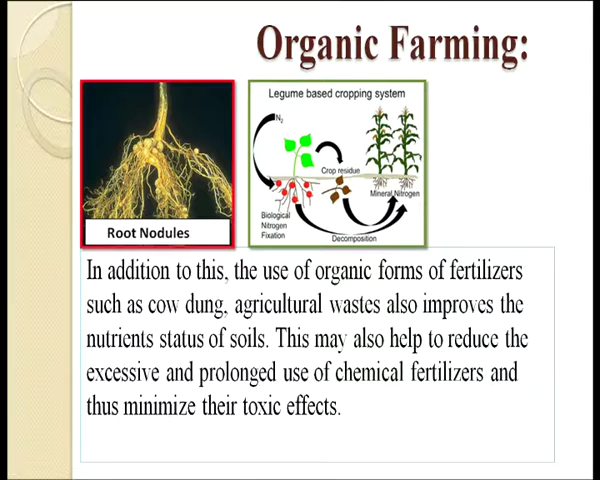 Organic Farming:
Legume based cropping system
N2
Crop residue
Mineral Nitrogen
Biological
Nitrogen
Fixation
Decomposition
Root Nodules
In addition to this, the use of organic forms of fertilizers
such as cow dung, agricultural wastes also improves the
nutrients status of soils. This may also help to reduce the
excessive and prolonged use of chemical fertilizers and
thus minimize their toxic effects.